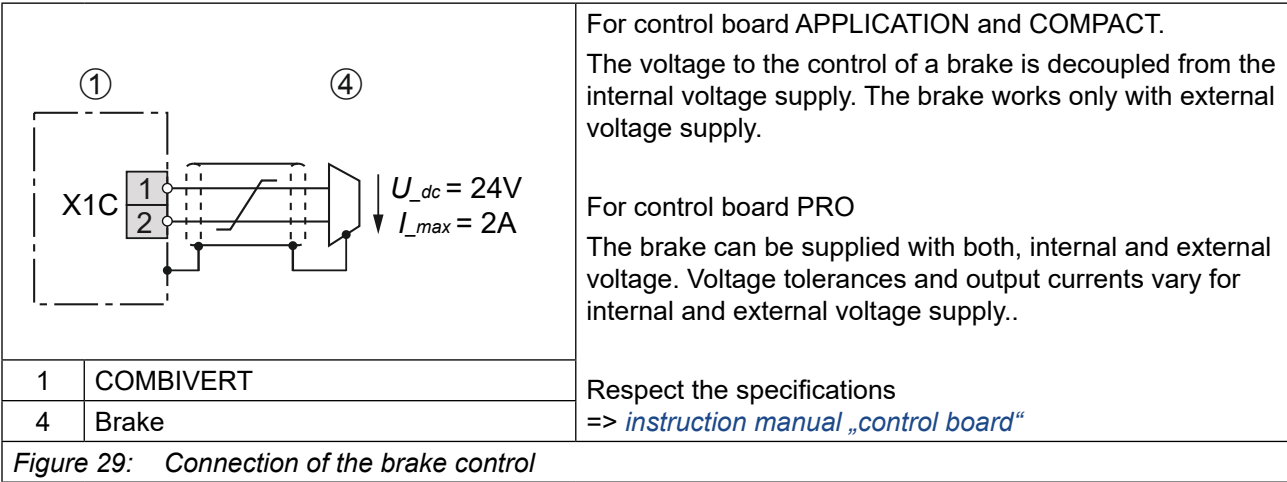 ① ④
X1C
1
2
U_dc = 24V
I_max = 2A
1 COMBIVERT
4 Brake
For control board APPLICATION and COMPACT.
The voltage to the control of a brake is decoupled from the
internal voltage supply. The brake works only with external
voltage supply.
For control board PRO
The brake can be supplied with both, internal and external
voltage. Voltage tolerances and output currents vary for
internal and external voltage supply..
Respect the specifications
=> instruction manual „control board“
Figure 29: Connection of the brake control